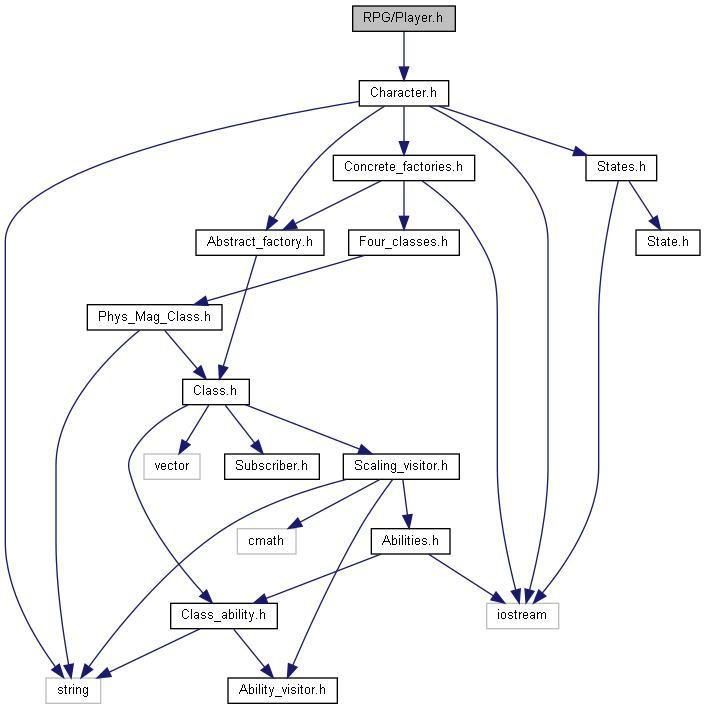 RPG/Player.h
Character.h
Concrete_factories.h
States.h
Abstract_factory.h
Four_classes.h
State.h
Phys_Mag_Class.h
Class.h
vector
Subscriber.h
Scaling_visitor.h
cmath
Abilities.h
Class_ability.h
iostream
string
Ability_visitor.h